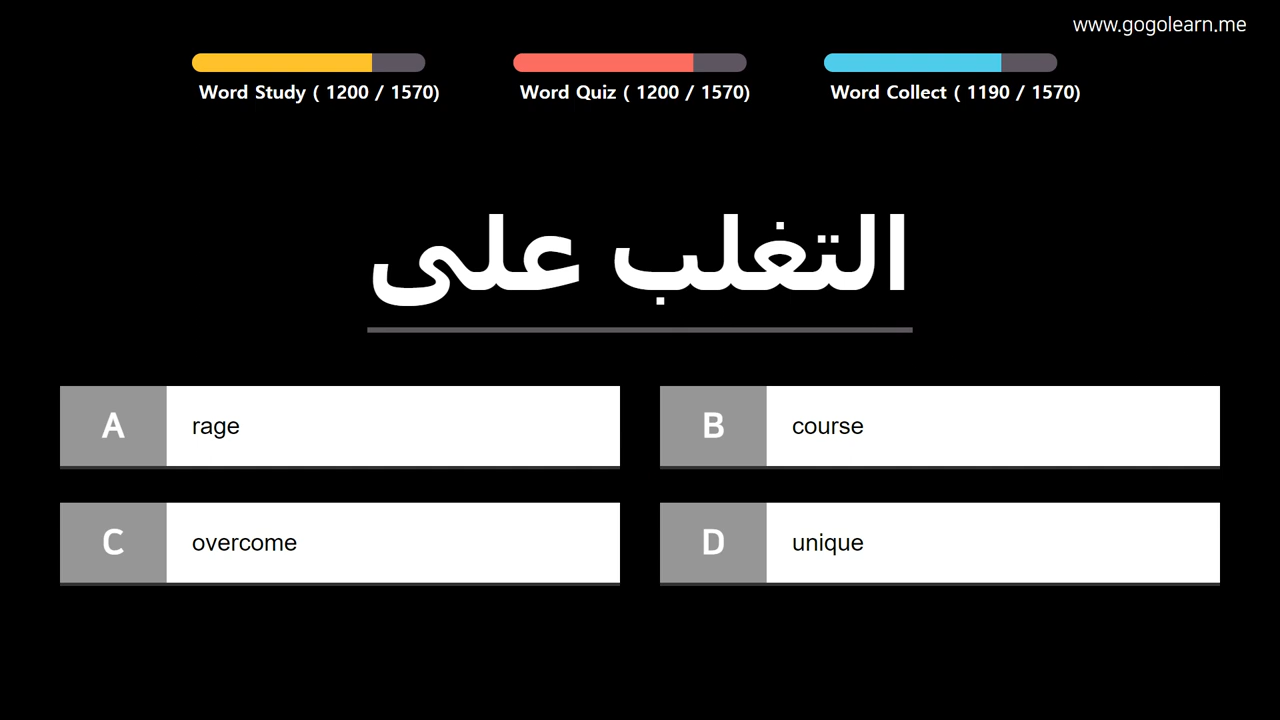 www.gogolearn.me
Word Study ( 1200 / 1570)
Word Quiz ( 1200 / 1570)
Word Collect ( 1190 / 1570)
التغلب على
A rage
B course
C overcome
D unique